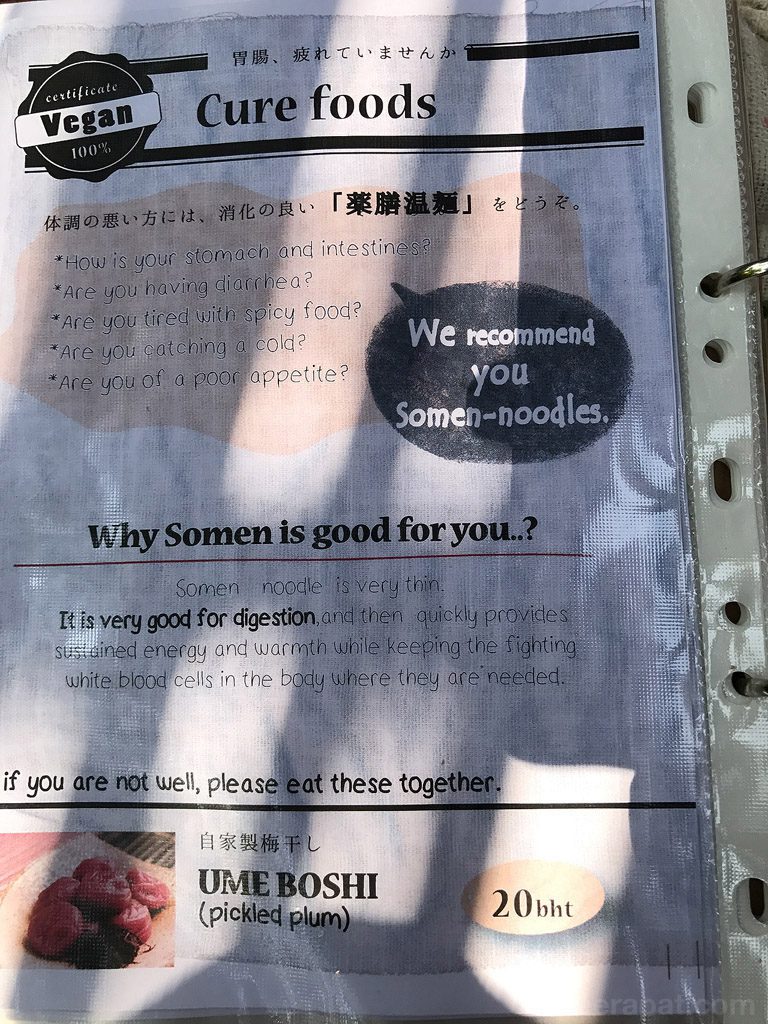 胃腸、疲れていませんか
certificate
Vegan
100%
Cure foods
体調の悪い方には、消化の良い「薬膳温麺」をどうぞ。
*How is your stomach and intestines?
*Are you having diarrhea?
*Are you tired with spicy food?
*Are you catching a cold?
*Are you of a poor appetite?
We recommend
you
Somen-noodles.
Why Somen is good for you..?
Somen noodle is very thin.
It is very good for digestion,and then quickly provides
sustained energy and warmth while keeping the fighting
white blood cells in the body where they are needed.
if you are not well, please eat these together.
自家製梅干し
UME BOSHI
(pickled plum)
20bht